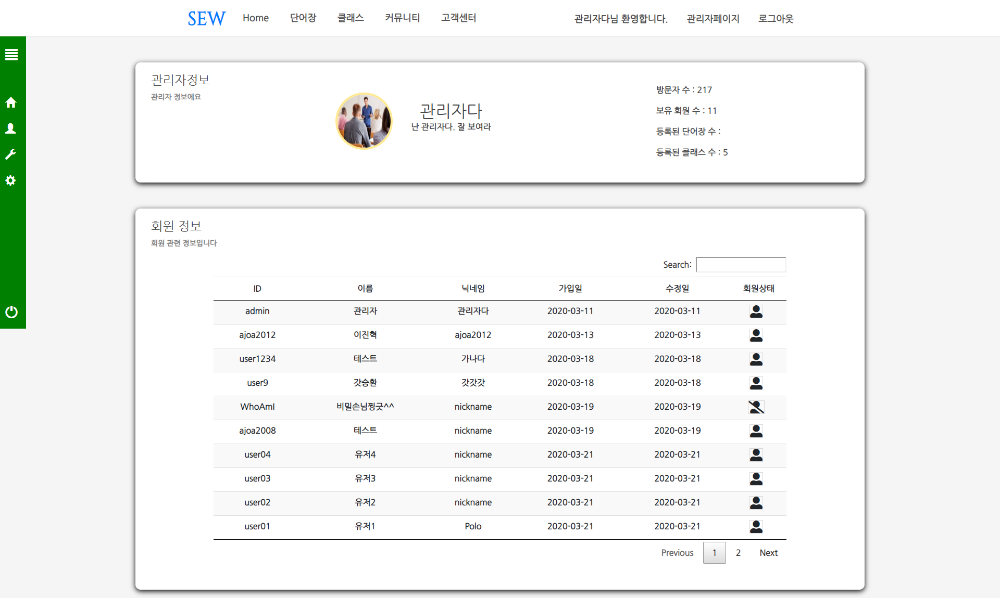 SEW Home 단어장 클래스 커뮤니티 고객센터 관리자다님 환영합니다. 관리자페이지 로그아웃
관리자정보
관리자 정보에요
관리자다
난 관리자다. 잘 보여라
방문자 수 : 217
보유 회원 수 : 11
등록된 단어장 수 :
등록된 클래스 수 : 5
회원 정보
회원 관련 정보입니다
Search:
ID 이름 닉네임 가입일 수정일 회원상태
admin 관리자 관리자다 2020-03-11 2020-03-11
ajoa2012 이진혁 ajoa2012 2020-03-13 2020-03-13
user1234 테스트 가나다 2020-03-18 2020-03-18
user9 갓승환 갓갓갓 2020-03-18 2020-03-18
WhoAmI 비밀손님찡긋^^ nickname 2020-03-19 2020-03-19
ajoa2008 테스트 nickname 2020-03-19 2020-03-19
user04 유저4 nickname 2020-03-21 2020-03-21
user03 유저3 nickname 2020-03-21 2020-03-21
user02 유저2 nickname 2020-03-21 2020-03-21
user01 유저1 Polo 2020-03-21 2020-03-21
Previous 1 2 Next